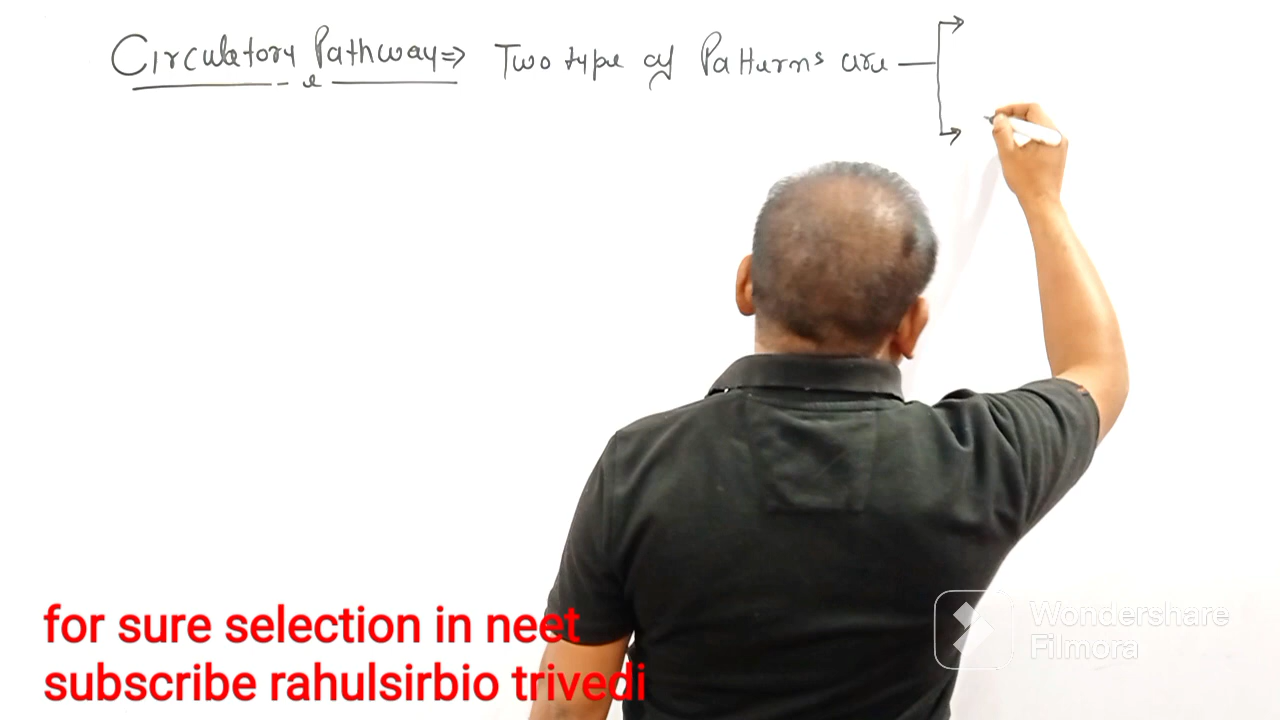 Circulatory Pathway => Two type of Patterns are
for sure selection in neet
subscribe rahulsirbio trivedi
Wondershare
Filmora